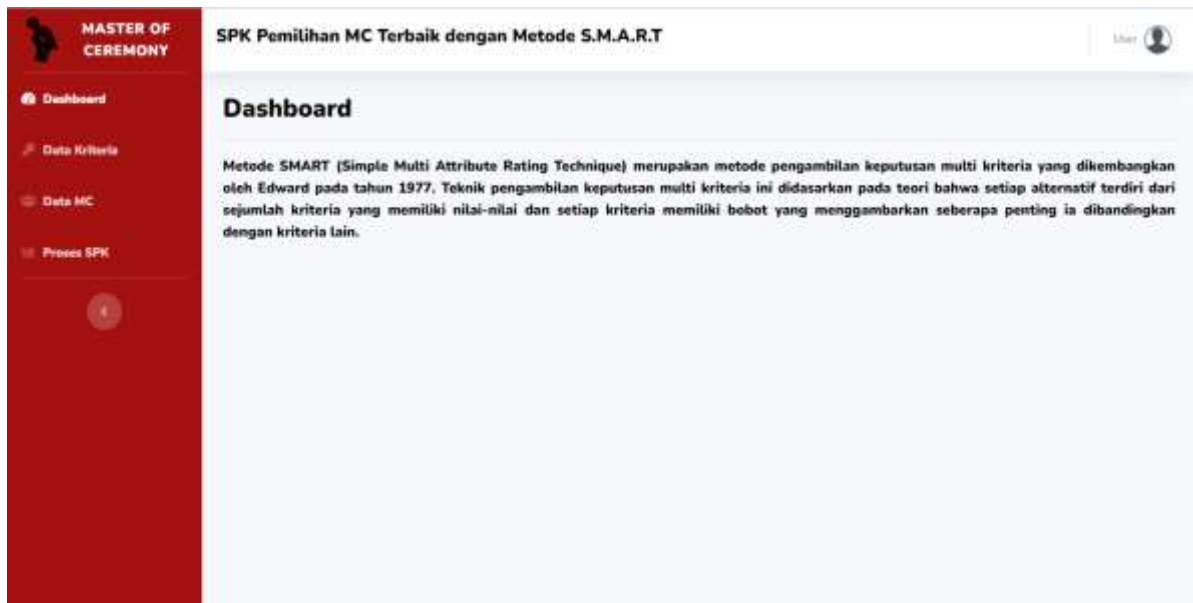 MASTER OF
CEREMONY
SPK Pemilihan MC Terbaik dengan Metode S.M.A.R.T
User
Dashboard
Data Kriteria
Data MC
Proses SPK
Dashboard
Metode SMART (Simple Multi Attribute Rating Technique) merupakan metode pengambilan keputusan multi kriteria yang dikembangkan
oleh Edward pada tahun 1977. Teknik pengambilan keputusan multi kriteria ini didasarkan pada teori bahwa setiap alternatif terdiri dari
sejumlah kriteria yang memiliki nilai-nilai dan setiap kriteria memiliki bobot yang menggambarkan seberapa penting ia dibandingkan
dengan kriteria lain.